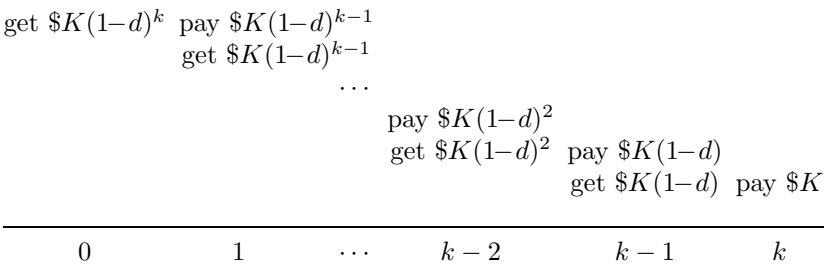 get $K(1−d)^k pay $K(1−d)^{k−1}
get $K(1−d)^{k−1}
⋯
pay $K(1−d)^2
get $K(1−d)^2 pay $K(1−d)
get $K(1−d) pay $K
0 1 ⋯ k − 2 k − 1 k